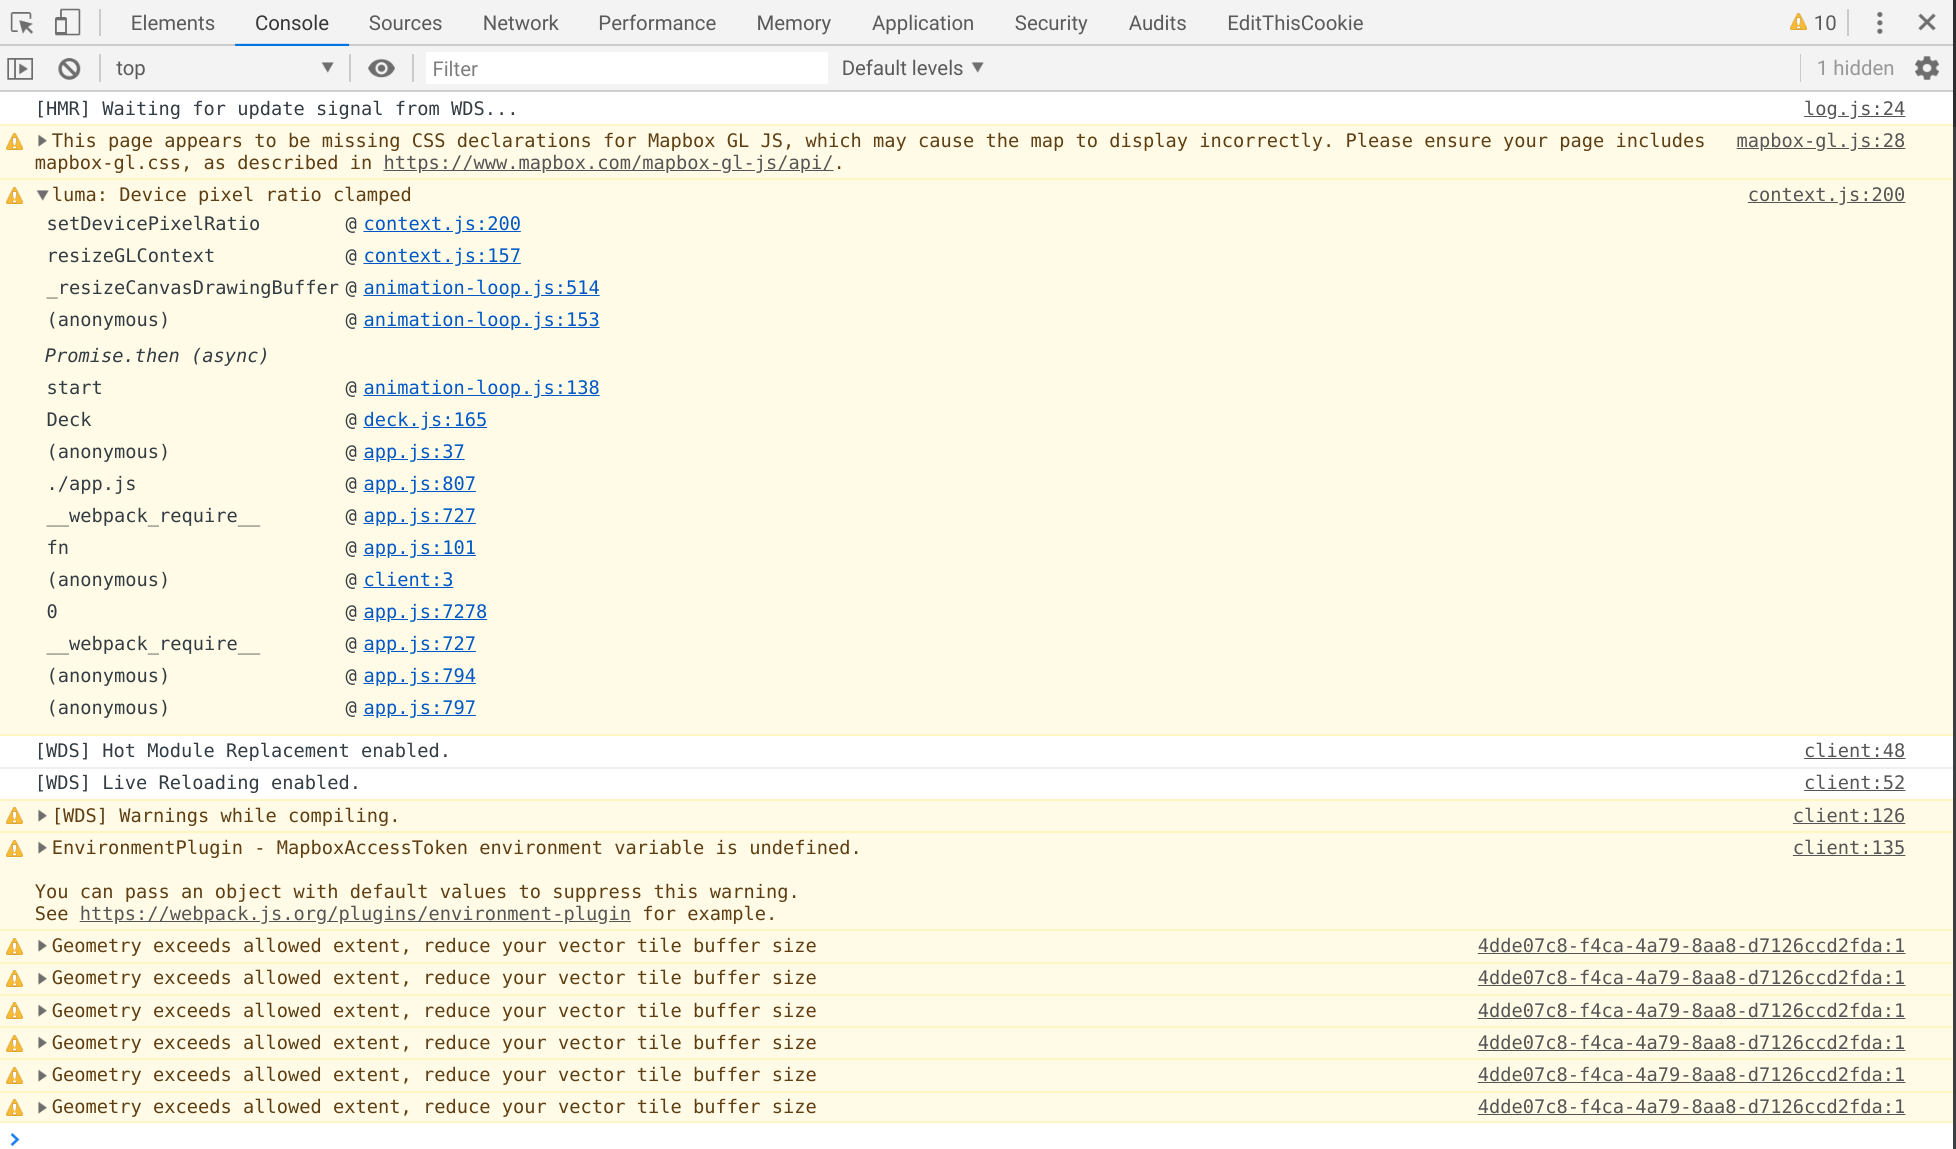 Elements Console Sources Network Performance Memory Application Security Audits EditThisCookie 10
top Filter Default levels 1 hidden
[HMR] Waiting for update signal from WDS... log.js:24
This page appears to be missing CSS declarations for Mapbox GL JS, which may cause the map to display incorrectly. Please ensure your page includes mapbox-gl.js:28
mapbox-gl.css, as described in https://www.mapbox.com/mapbox-gl-js/api/.
luma: Device pixel ratio clamped context.js:200
setDevicePixelRatio @ context.js:200
resizeGLContext @ context.js:157
_resizeCanvasDrawingBuffer @ animation-loop.js:514
(anonymous) @ animation-loop.js:153
Promise.then (async)
start @ animation-loop.js:138
Deck @ deck.js:165
(anonymous) @ app.js:37
./app.js @ app.js:807
__webpack_require__ @ app.js:727
fn @ app.js:101
(anonymous) @ client:3
0 @ app.js:7278
__webpack_require__ @ app.js:727
(anonymous) @ app.js:794
(anonymous) @ app.js:797
[WDS] Hot Module Replacement enabled. client:48
[WDS] Live Reloading enabled. client:52
[WDS] Warnings while compiling. client:126
EnvironmentPlugin - MapboxAccessToken environment variable is undefined. client:135
You can pass an object with default values to suppress this warning.
See https://webpack.js.org/plugins/environment-plugin for example.
Geometry exceeds allowed extent, reduce your vector tile buffer size 4dde07c8-f4ca-4a79-8aa8-d7126ccd2fda:1
Geometry exceeds allowed extent, reduce your vector tile buffer size 4dde07c8-f4ca-4a79-8aa8-d7126ccd2fda:1
Geometry exceeds allowed extent, reduce your vector tile buffer size 4dde07c8-f4ca-4a79-8aa8-d7126ccd2fda:1
Geometry exceeds allowed extent, reduce your vector tile buffer size 4dde07c8-f4ca-4a79-8aa8-d7126ccd2fda:1
Geometry exceeds allowed extent, reduce your vector tile buffer size 4dde07c8-f4ca-4a79-8aa8-d7126ccd2fda:1
Geometry exceeds allowed extent, reduce your vector tile buffer size 4dde07c8-f4ca-4a79-8aa8-d7126ccd2fda:1